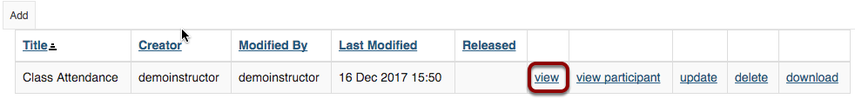 Add
Title Creator Modified By Last Modified Released
Class Attendance demoinstructor demoinstructor 16 Dec 2017 15:50 view view participant update delete download